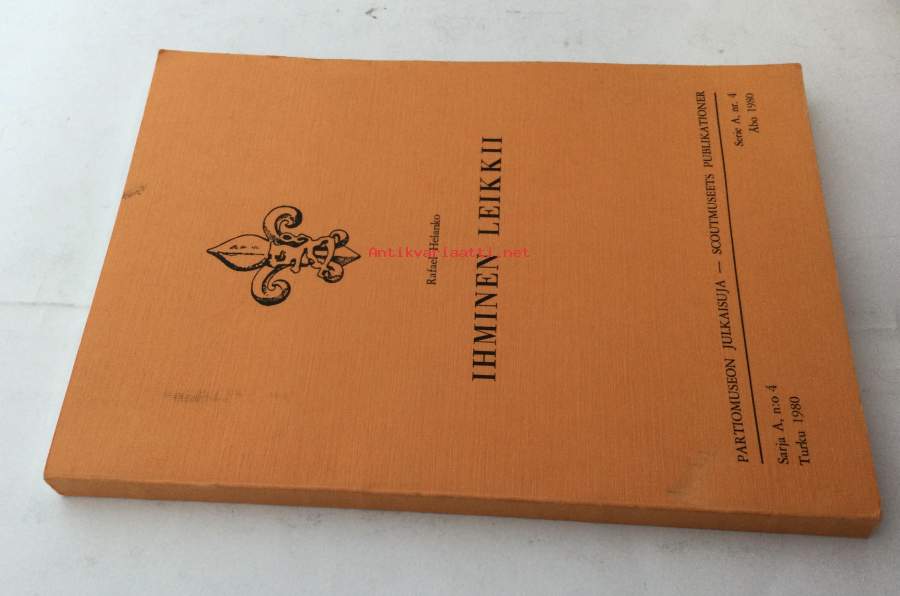 Rafael Helanko
IHMINEN LEIKKII
PARTIOMUSEON JULKAISUJA — SCOUTMUSEETS PUBLIKATIONER
Sarja A, n:o 4
Turku 1980
Serie A, nr. 4
Åbo 1980
Antikvariaatti.net